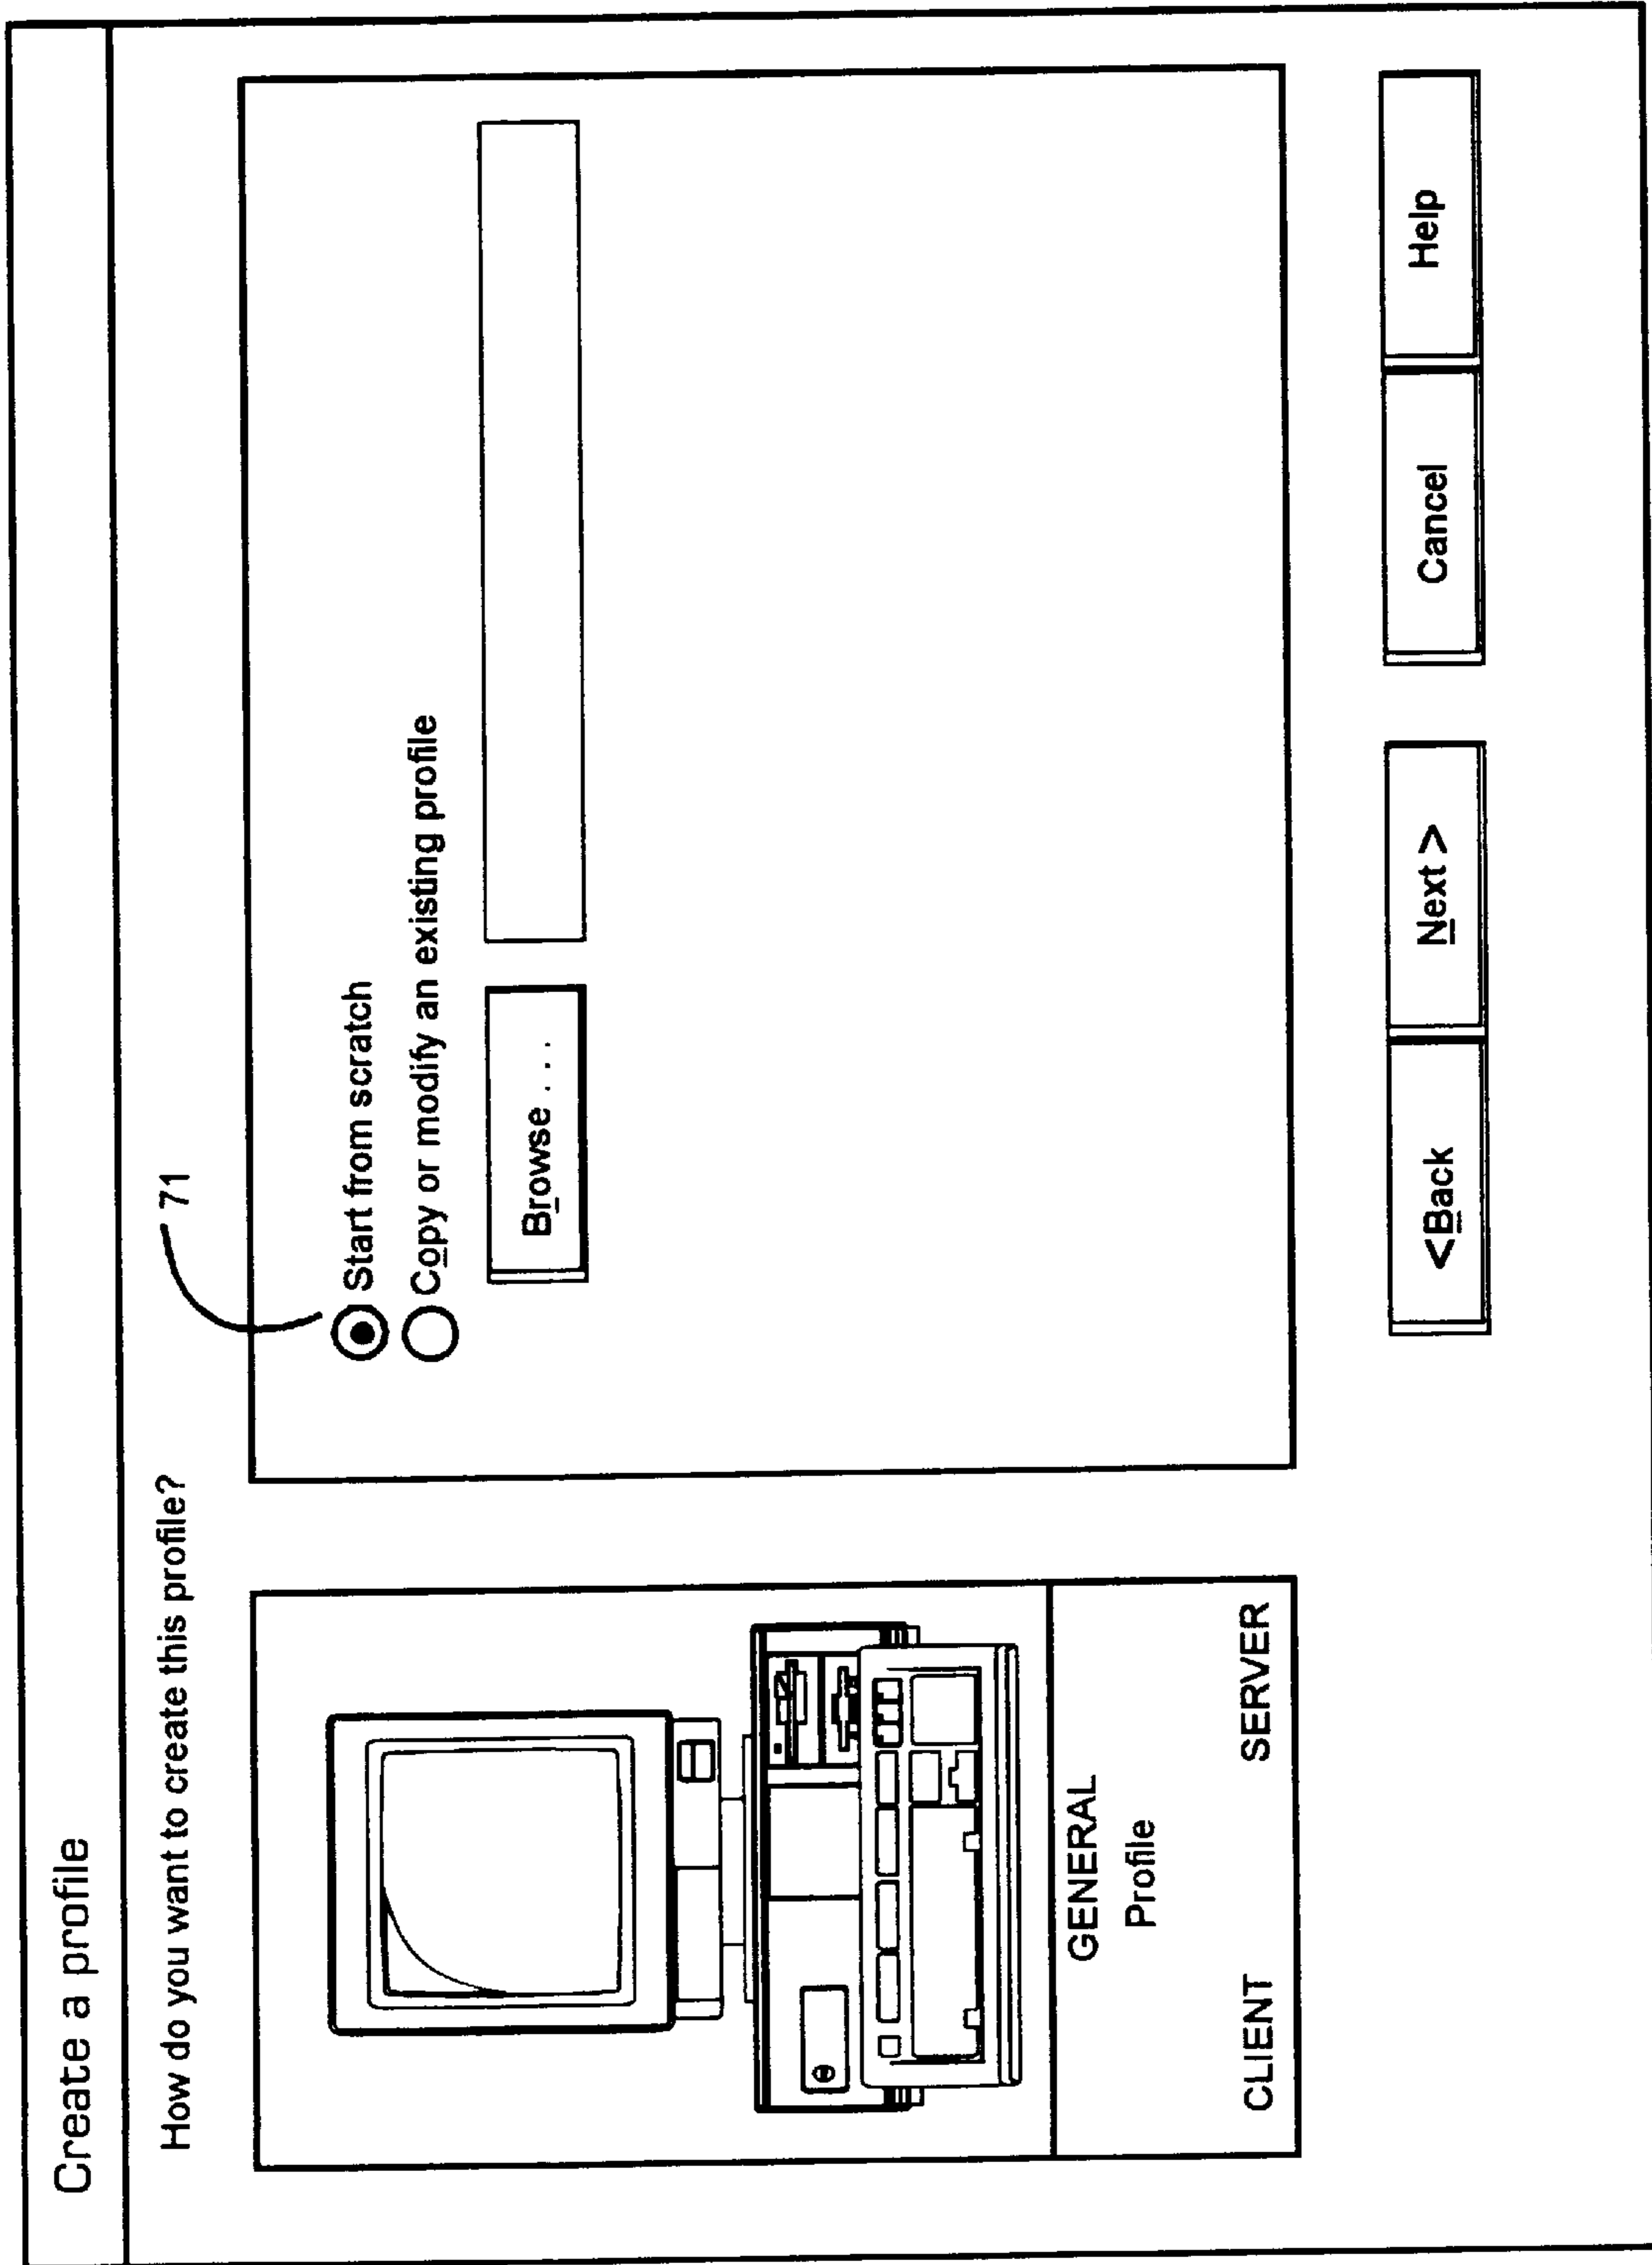 Create a profile
How do you want to create this profile?
71
Start from scratch
Copy or modify an existing profile
Browse . . .
GENERAL
Profile
CLIENT SERVER
<Back Next > Cancel Help